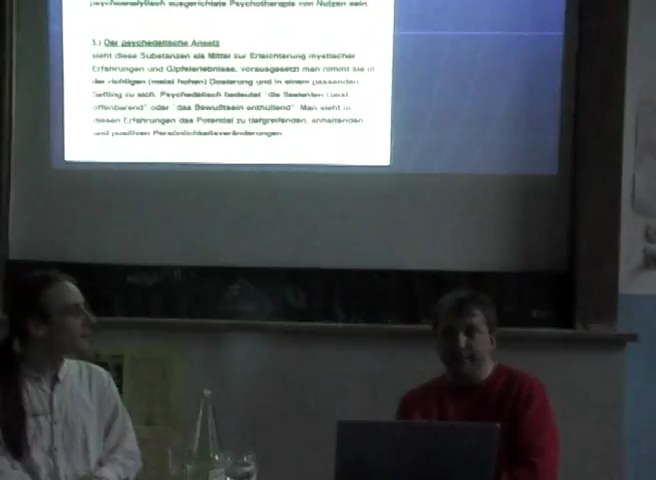 psychoanalytisch ausgerichtete Psychotherapie von Nutzen sein.
5.) Der psychedelische Ansatz
sieht diese Substanzen als Mittel zur Erleichterung mystischer
Erfahrungen und Gipfelerlebnisse, vorausgesetzt man nimmt sie in
der richtigen (meist hohen) Dosierung und in einem passenden
Setting zu sich. Psychedelisch bedeutet "die Seele
offenbarend" oder "das Bewußtsein enthüllend". Man sieht in
diesen Erfahrungen das Potential zu tiefgreifenden, anhaltenden
und positiven Persönlichkeitsveränderungen.